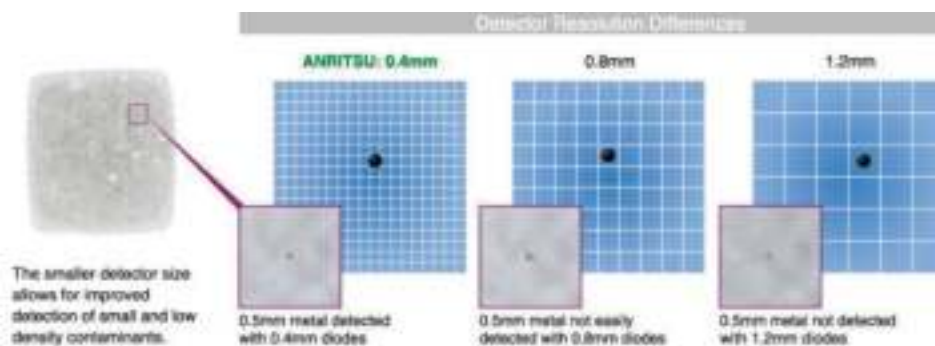 Detector Resolution Differences
ANRITSU: 0.4mm
0.8mm
1.2mm
The smaller detector size
allows for improved
detection of small and low
density contaminants.
0.5mm metal detected
with 0.4mm diodes
0.5mm metal not easily
detected with 0.8mm diodes
0.5mm metal not detected
with 1.2mm diodes